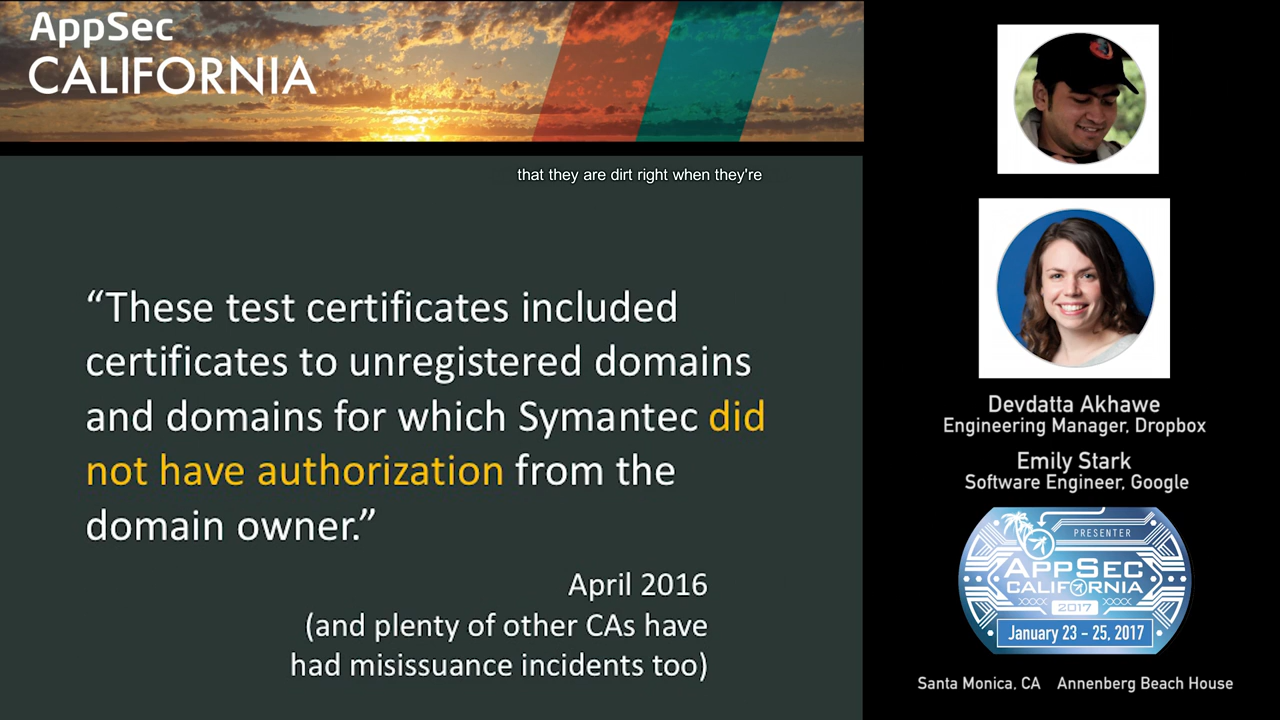 AppSec
CALIFORNIA
that they are dirt right when they're
“These test certificates included
certificates to unregistered domains
and domains for which Symantec did
not have authorization from the
domain owner.”
April 2016
(and plenty of other CAs have
had misissuance incidents too)
Devdatta Akhawe
Engineering Manager, Dropbox
Emily Stark
Software Engineer, Google
PRESENTER
APPSEC
CALIFORNIA
2017
January 23 – 25, 2017
Santa Monica, CA Annenberg Beach House